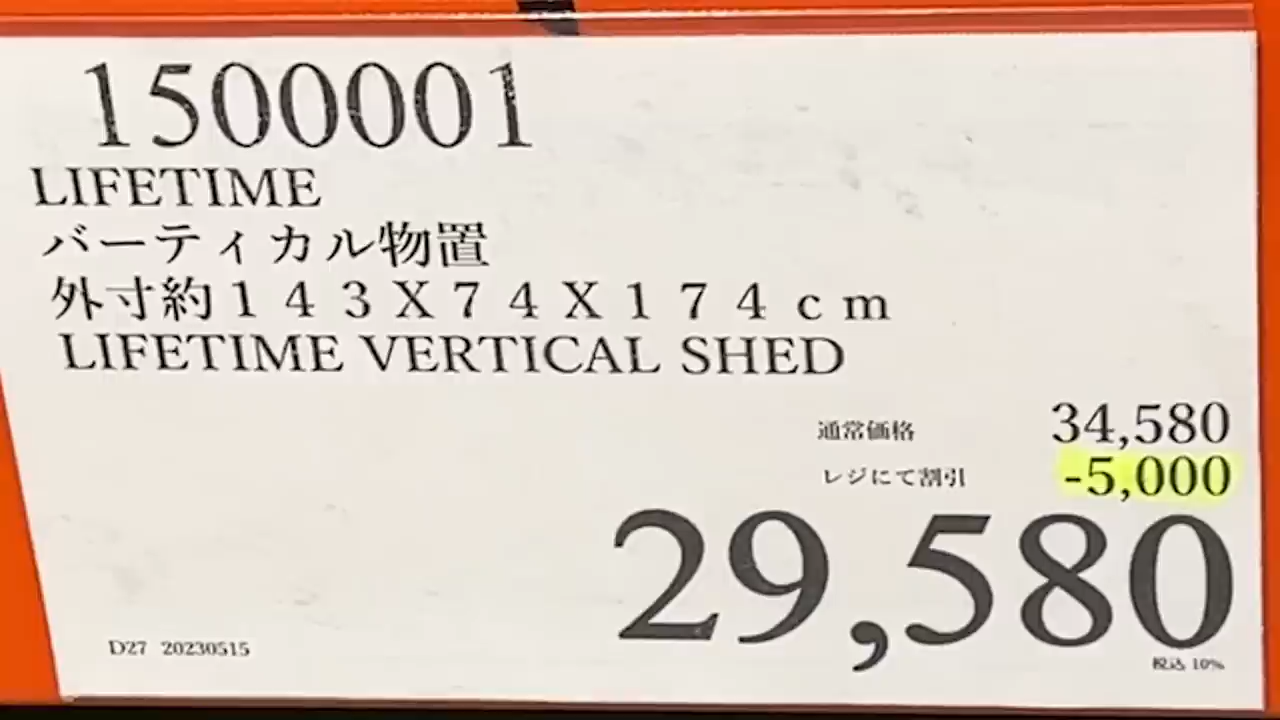 1500001
LIFETIME
バーティカル物置
外寸約１４３X７４X１７４ｃｍ
LIFETIME VERTICAL SHED
通常価格 34,580
レジにて割引 -5,000
29,580
D27 20230515 税込 10%